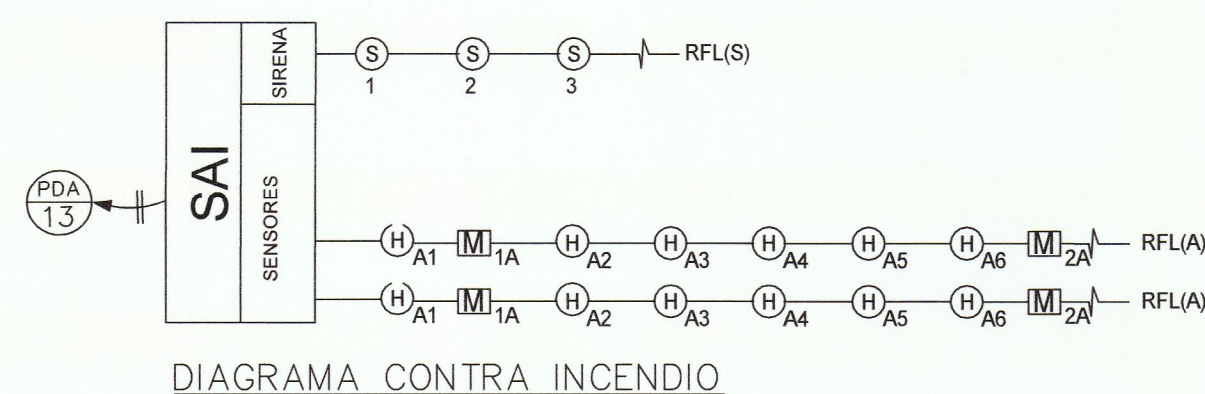 SIRENA
S S S RFL(S)
1 2 3
SAI
SENSORES
PDA
13
H A1 M 1A H A2 H A3 H A4 H A5 H A6 M 2A RFL(A)
H A1 M 1A H A2 H A3 H A4 H A5 H A6 M 2A RFL(A)
DIAGRAMA CONTRA INCENDIO